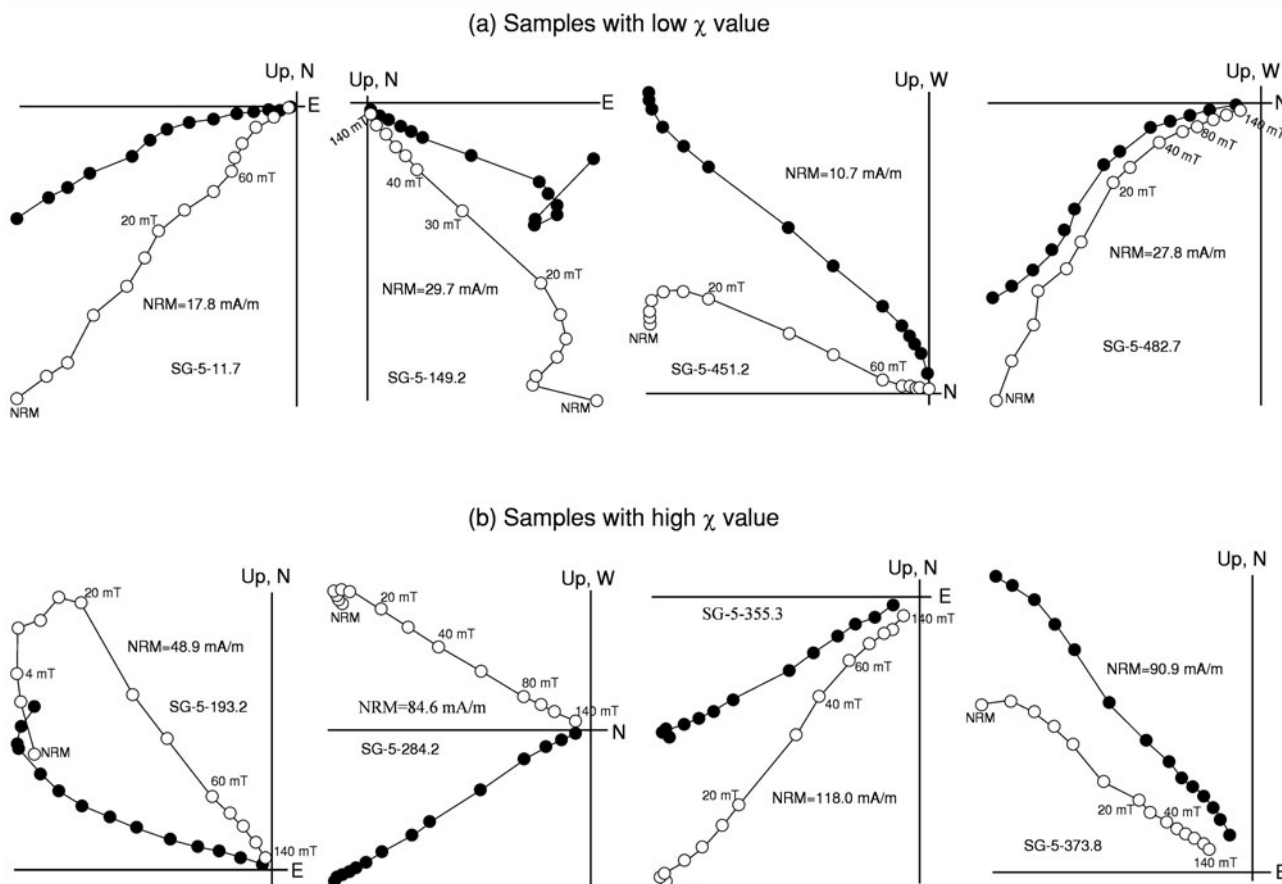 (a) Samples with low χ value
Up, N
E
60 mT
20 mT
NRM=17.8 mA/m
SG-5-11.7
NRM
Up, N
E
140 mT
40 mT
30 mT
20 mT
NRM=29.7 mA/m
SG-5-149.2
NRM
Up, W
NRM=10.7 mA/m
20 mT
NRM
SG-5-451.2
60 mT
N
Up, W
N
140 mT
80 mT
40 mT
20 mT
NRM=27.8 mA/m
SG-5-482.7
NRM
(b) Samples with high χ value
Up, N
20 mT
NRM=48.9 mA/m
4 mT
SG-5-193.2
NRM
60 mT
140 mT
E
Up, W
20 mT
NRM
40 mT
80 mT
NRM=84.6 mA/m
140 mT
N
SG-5-284.2
Up, N
E
SG-5-355.3
140 mT
60 mT
40 mT
20 mT
NRM=118.0 mA/m
NRM
Up, N
NRM=90.9 mA/m
NRM
20 mT
40 mT
SG-5-373.8
140 mT
E